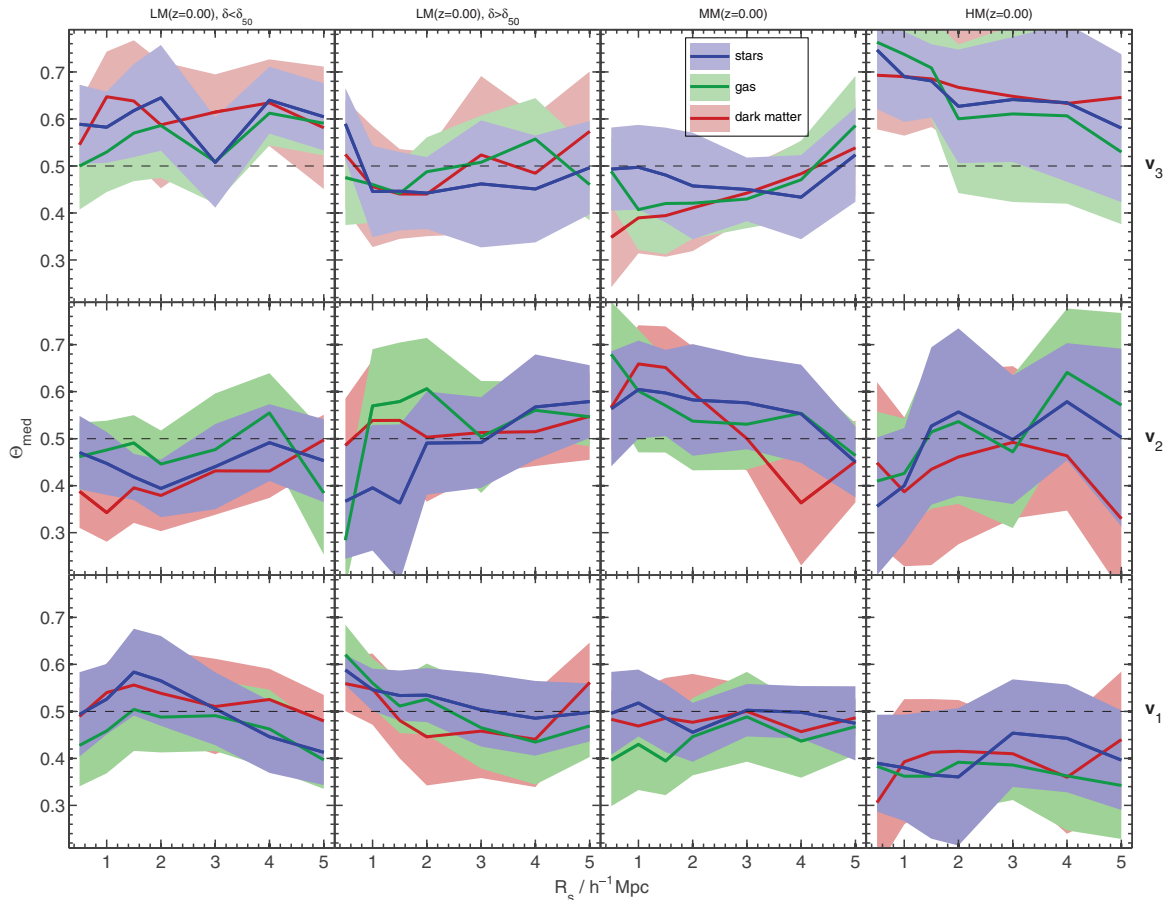 LM(z=0.00), δ<δ50
LM(z=0.00), δ>δ50
MM(z=0.00)
HM(z=0.00)
stars
gas
dark matter
0.7
0.6
0.5
0.4
0.3
v3
0.7
0.6
0.5
0.4
0.3
v2
Θmed
0.7
0.6
0.5
0.4
0.3
v1
1 2 3 4 5
1 2 3 4 5
1 2 3 4 5
1 2 3 4 5
Rs / h⁻¹ Mpc